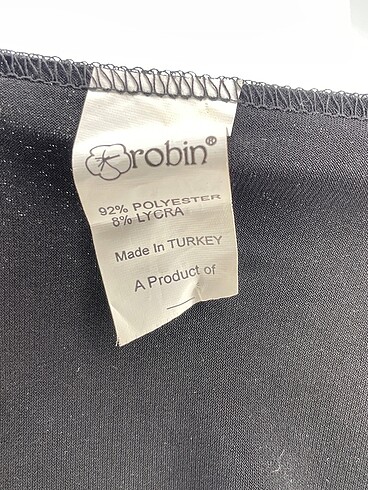 robin®
92% POLYESTER
8% LYCRA
Made In TURKEY
A Product of